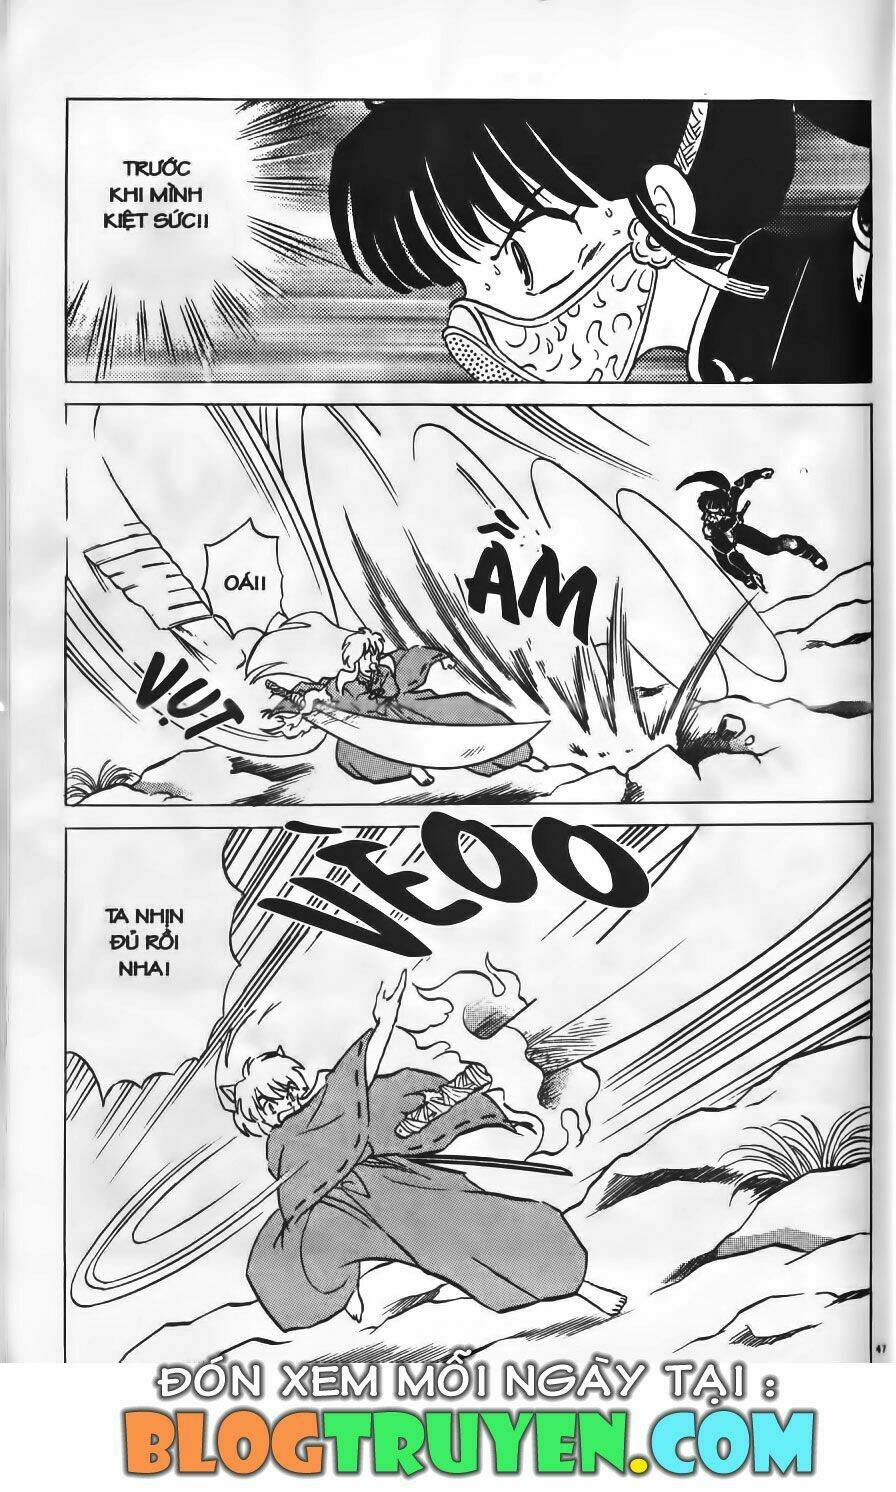 TRƯỚC
KHI MÌNH
KIỆT SỨC!!
OÁ!!
ẦM
VỤT
VÈOO
TA NHỊN
ĐỦ RỒI
NHA!
47
ĐÓN XEM MỖI NGÀY TẠI :
BLOGTRUYEN.COM